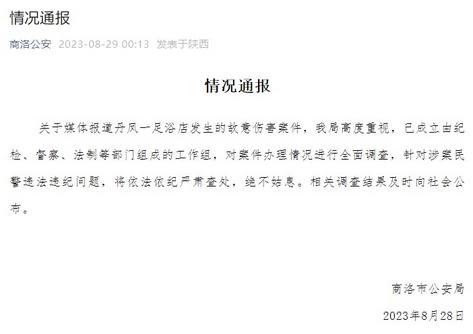 情况通报
商洛公安 2023-08-29 00:13 发表于陕西
情况通报
关于媒体报道丹凤一足浴店发生的故意伤害案件，我局高度重视，已成立由纪
检、督察、法制等部门组成的工作组，对案件办理情况进行全面调查，针对涉案民
警违法违纪问题，将依法依纪严肃查处，绝不姑息。相关调查结果及时向社会公
布。
商洛市公安局
2023年8月28日